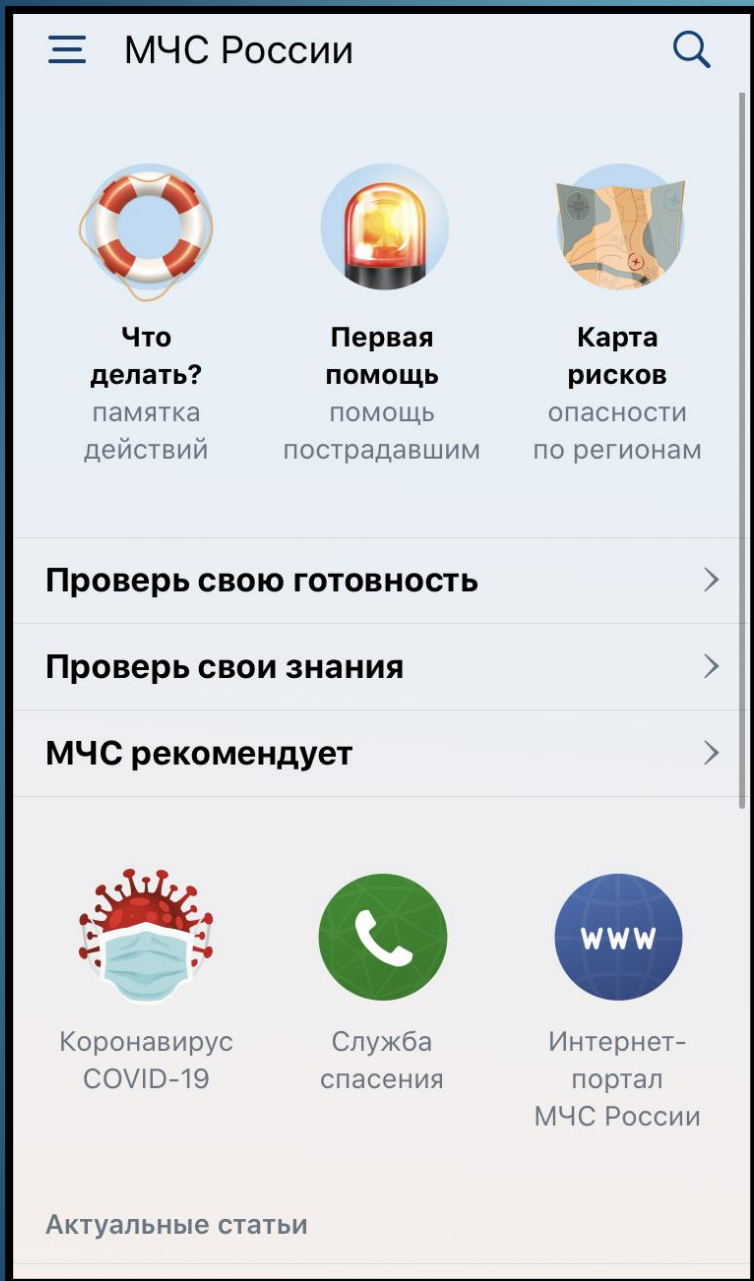 МЧС России
Что
делать?
памятка
действий
Первая
помощь
помощь
пострадавшим
Карта
рисков
опасности
по регионам
Проверь свою готовность
Проверь свои знания
МЧС рекомендует
Коронавирус
COVID-19
Служба
спасения
WWW
Интернет-
портал
МЧС России
Актуальные статьи